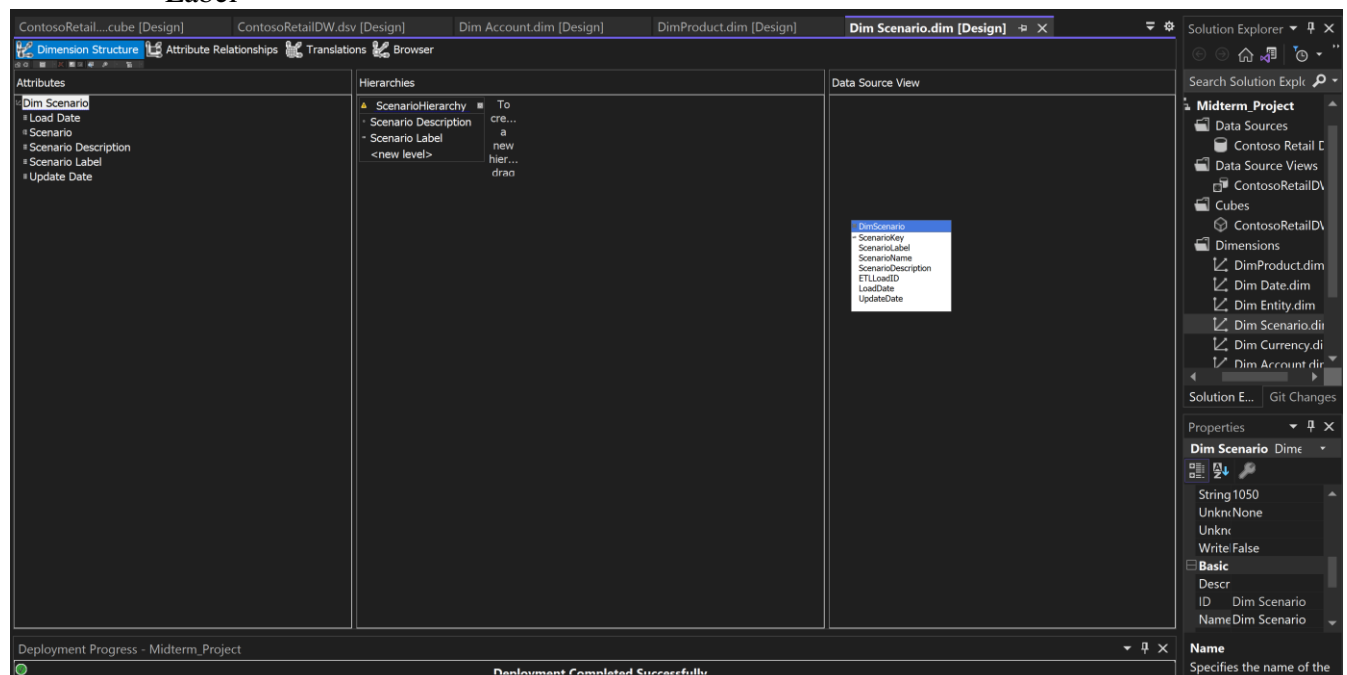 Label
ContosoRetail....cube [Design] ContosoRetailDW.dsv [Design] Dim Account.dim [Design] DimProduct.dim [Design] Dim Scenario.dim [Design]
Dimension Structure Attribute Relationships Translations Browser
Attributes
Dim Scenario
Load Date
Scenario
Scenario Description
Scenario Label
Update Date
Hierarchies
ScenarioHierarchy
Scenario Description
Scenario Label
<new level>
To
cre...
a
new
hier...
drag
Data Source View
DimScenario
ScenarioKey
ScenarioLabel
ScenarioName
ScenarioDescription
ETLLoadID
LoadDate
UpdateDate
Solution Explorer
Search Solution Explc
Midterm_Project
Data Sources
Contoso Retail D
Data Source Views
ContosoRetailDV
Cubes
ContosoRetailDV
Dimensions
DimProduct.dim
Dim Date.dim
Dim Entity.dim
Dim Scenario.di
Dim Currency.di
Dim Account.dir
Solution E... Git Changes
Properties
Dim Scenario Dime
String 1050
Unkn None
Unkn
Write False
Basic
Descr
ID Dim Scenario
Name Dim Scenario
Name
Specifies the name of the
Deployment Progress - Midterm_Project
Deployment Completed Successfully